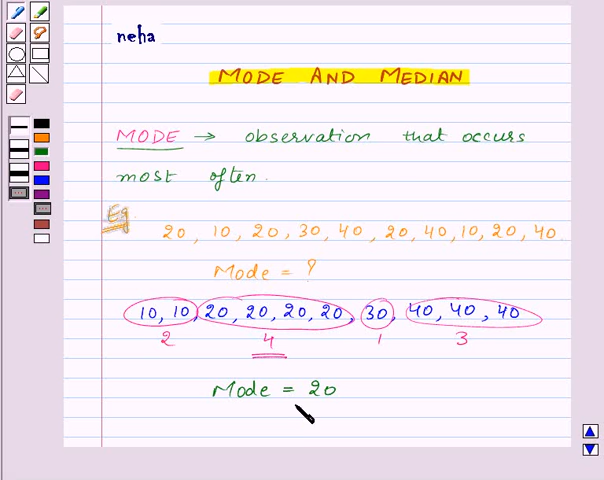 neha
MODE AND MEDIAN
MODE → observation that occurs
most often.
Eg
20, 10, 20, 30, 40, 20, 40, 10, 20, 40.
Mode = ?
10, 10, 20, 20, 20, 20, 30, 40, 40, 40
2 4 1 3
Mode = 20